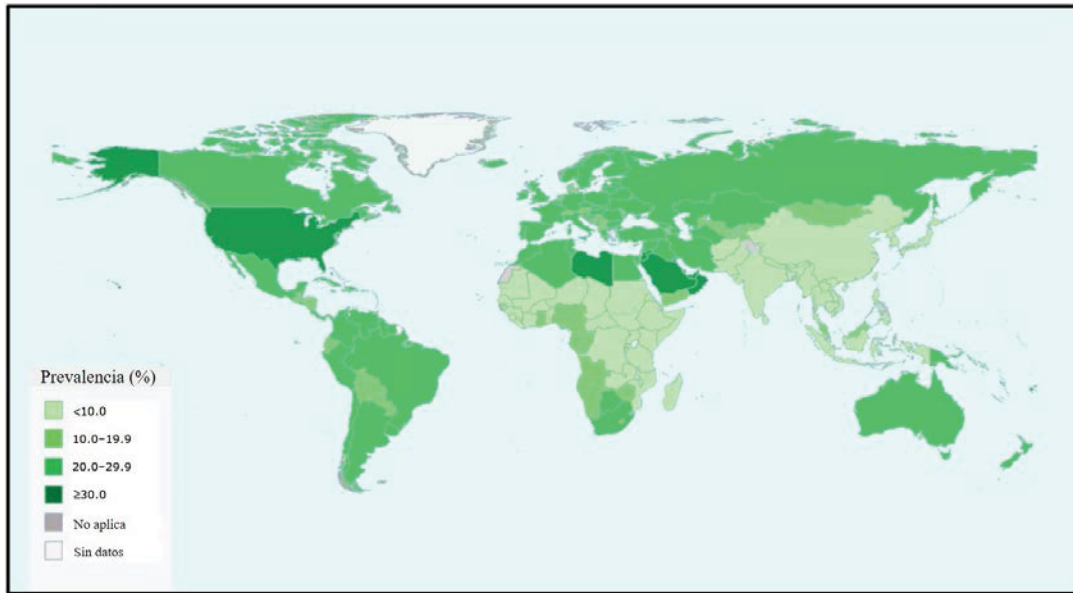 Prevalencia (%)
<10.0
10.0–19.9
20.0–29.9
≥30.0
No aplica
Sin datos